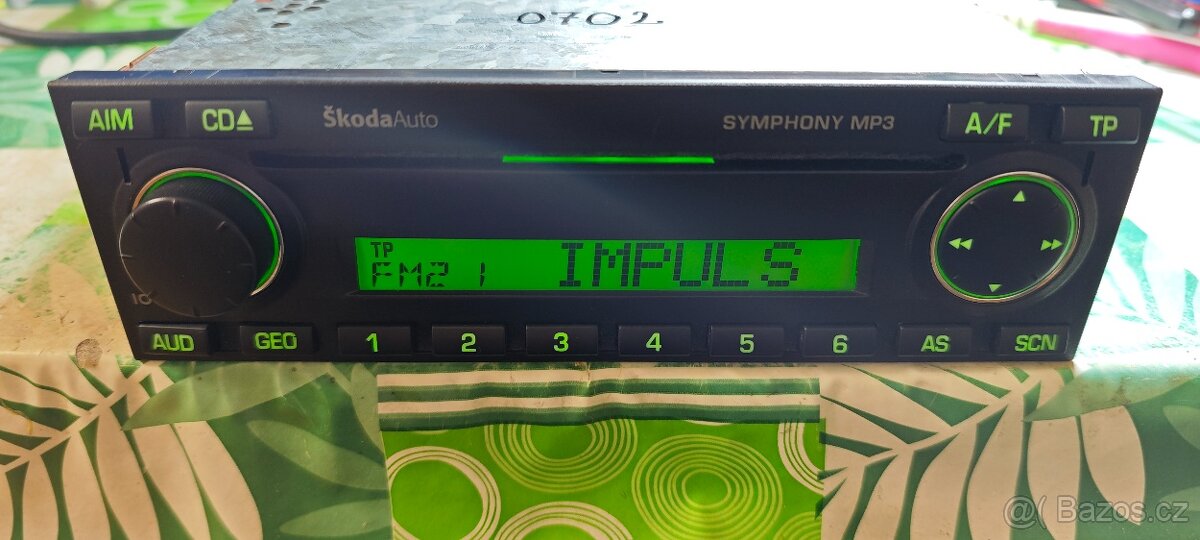 0702
AIM CD ŠkodaAuto SYMPHONY MP3 A/F TP
TP
FM2 1 IMPULS
AUD GEO 1 2 3 4 5 6 AS SCN
@( Bazos.cz